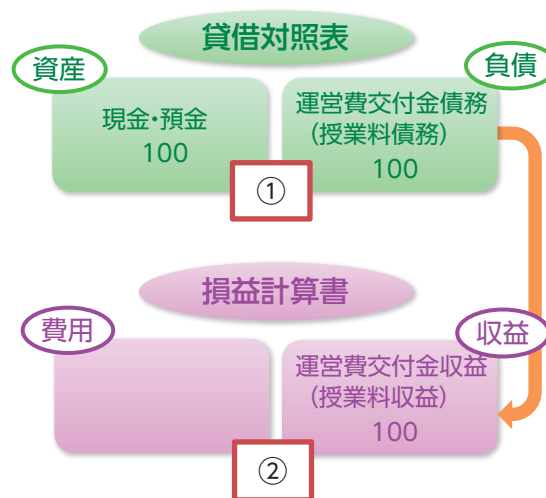 貸借対照表
資産
負債
現金・預金
100
運営費交付金債務
（授業料債務）
100
①
損益計算書
費用
収益
運営費交付金収益
（授業料収益）
100
②